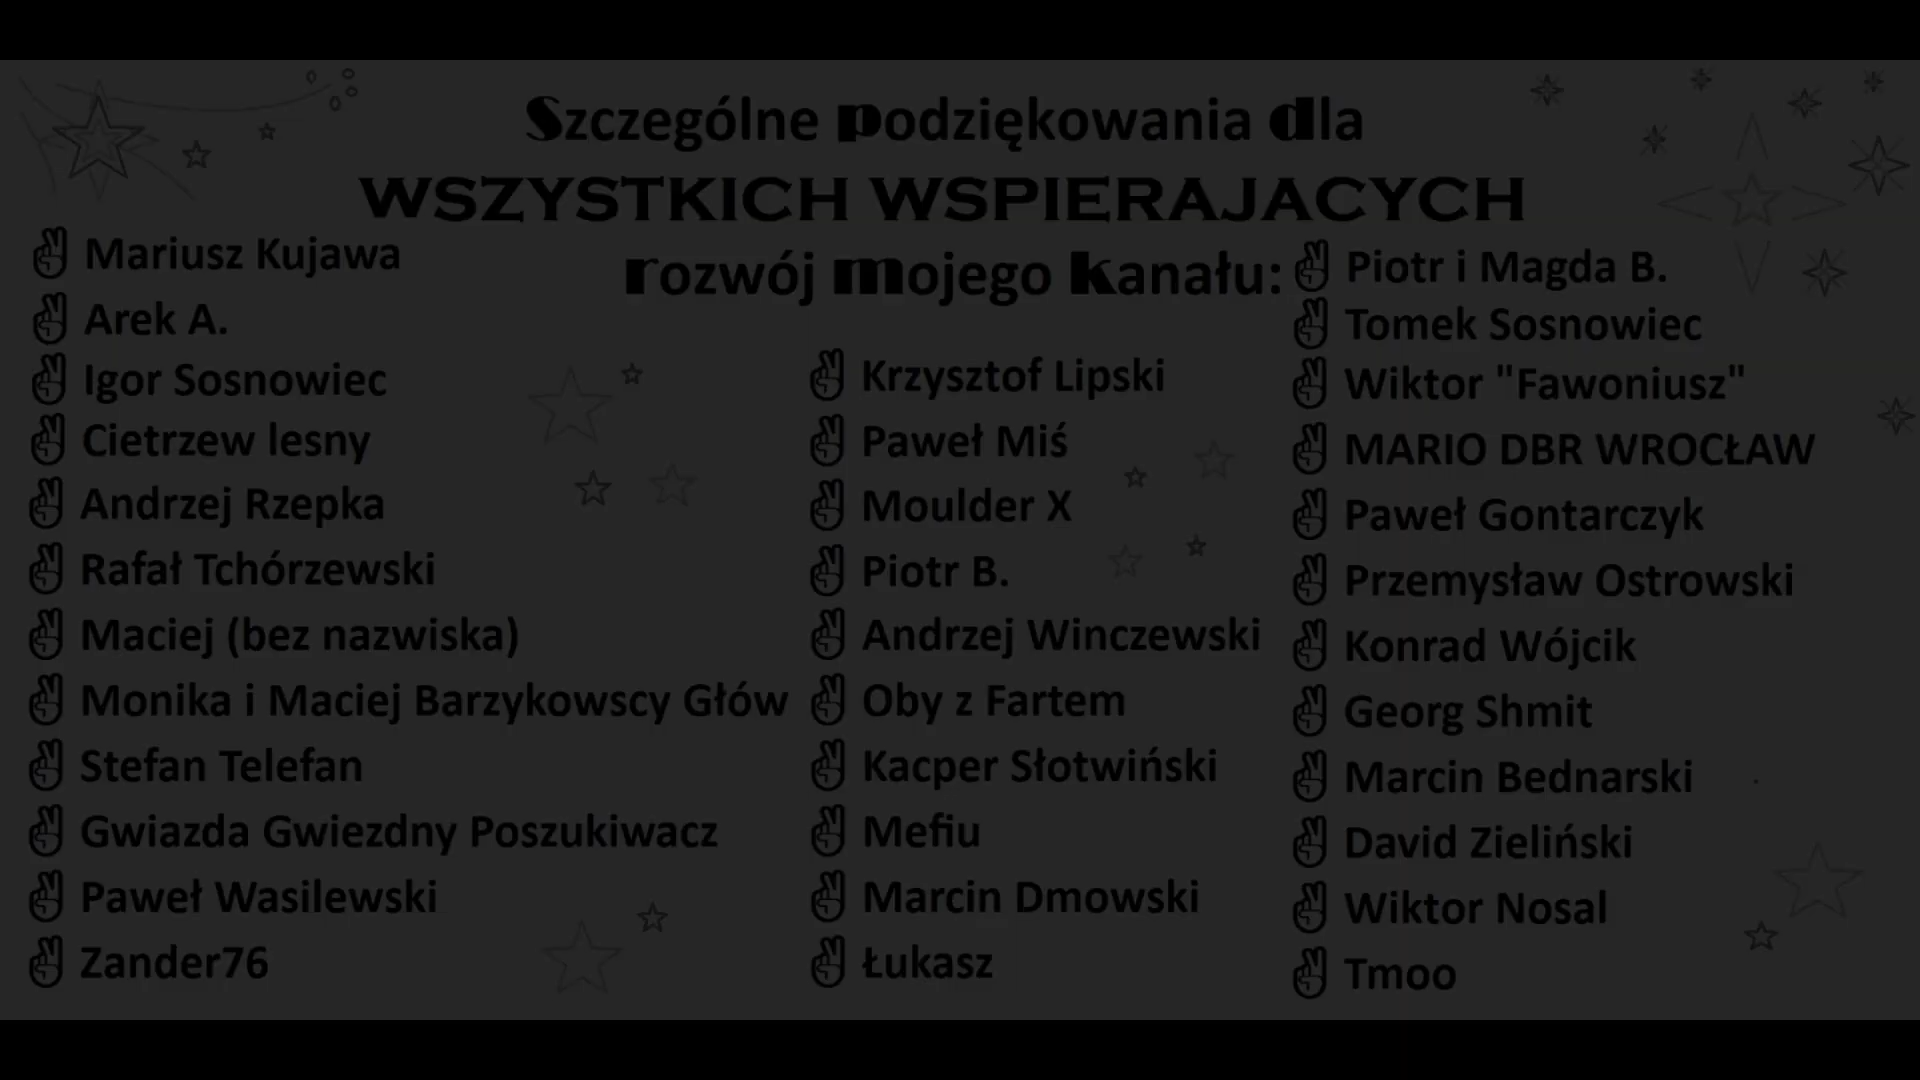 Szczególne podziękowania dla
WSZYSTKICH WSPIERAJACYCH
rozwój mojego kanału:
Mariusz Kujawa
Arek A.
Igor Sosnowiec
Cietrzew lesny
Andrzej Rzepka
Rafał Tchórzewski
Maciej (bez nazwiska)
Monika i Maciej Barzykowscy Głów
Stefan Telefan
Gwiazda Gwiezdny Poszukiwacz
Paweł Wasilewski
Zander76
Krzysztof Lipski
Paweł Miś
Moulder X
Piotr B.
Andrzej Winczewski
Oby z Fartem
Kacper Słotwiński
Mefiu
Marcin Dmowski
Łukasz
Piotr i Magda B.
Tomek Sosnowiec
Wiktor "Fawoniusz"
MARIO DBR WROCŁAW
Paweł Gontarczyk
Przemysław Ostrowski
Konrad Wójcik
Georg Shmit
Marcin Bednarski
David Zieliński
Wiktor Nosal
Tmoo